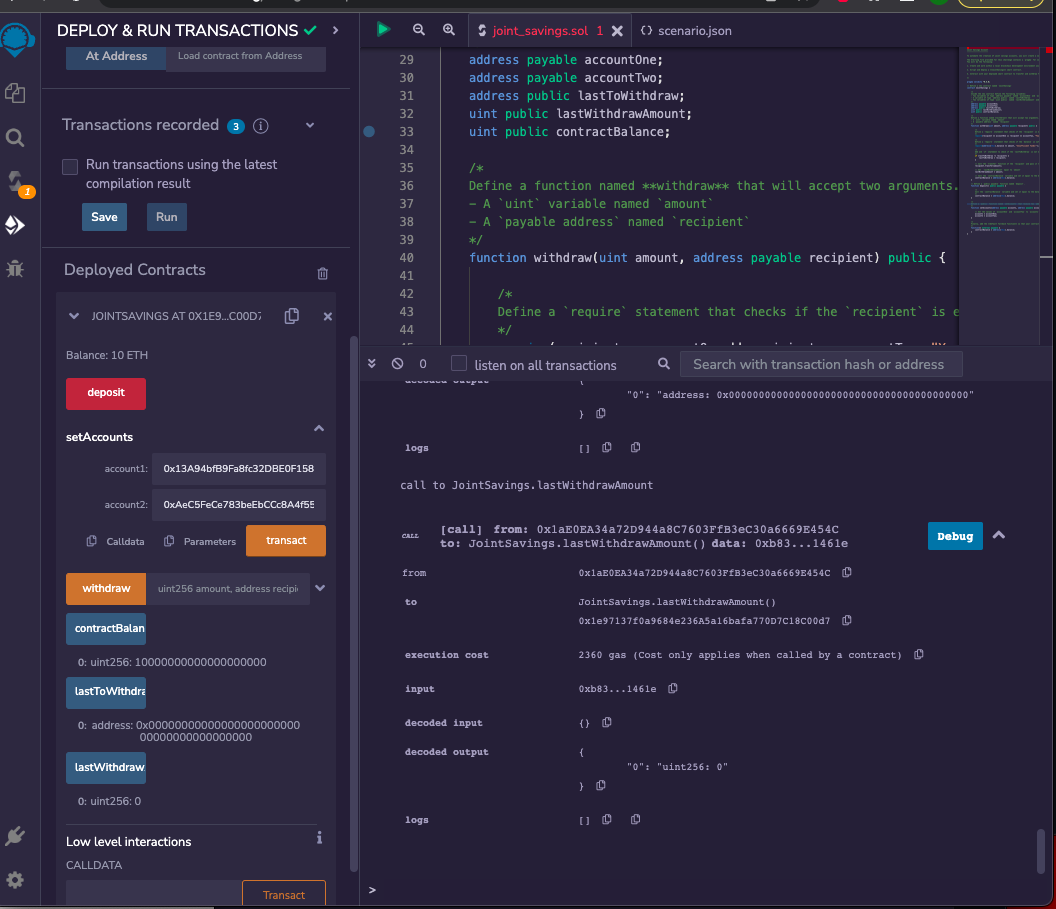 DEPLOY & RUN TRANSACTIONS
At Address
Load contract from Address
Transactions recorded 3 i
Run transactions using the latest
compilation result
Save
Run
Deployed Contracts
JOINTSAVINGS AT 0X1E9...C00D7
Balance: 10 ETH
deposit
setAccounts
account1: 0x13A94bfB9Fa8fc32DBE0F158
account2: 0xAeC5FeCe783beEbCCc8A4f55
Calldata
Parameters
transact
withdraw
uint256 amount, address recipi
contractBalan
0: uint256: 10000000000000000000
lastToWithdra
0: address: 0x00000000000000000000000
00000000000000000
lastWithdraw
0: uint256: 0
Low level interactions
i
CALLDATA
Transact
1
joint_savings.sol 1
scenario.json
29 address payable accountOne;
30 address payable accountTwo;
31 address public lastToWithdraw;
32 uint public lastWithdrawAmount;
33 uint public contractBalance;
34
35 /*
36 Define a function named **withdraw** that will accept two arguments.
37 - A `uint` variable named `amount`
38 - A `payable address` named `recipient`
39 */
40 function withdraw(uint amount, address payable recipient) public {
41
42 /*
43 Define a `require` statement that checks if the `recipient` is e
44 */
0
listen on all transactions
Search with transaction hash or address
decoded output {
"0": "address: 0x0000000000000000000000000000000000000000"
}
logs []
call to JointSavings.lastWithdrawAmount
CALL [call] from: 0x1aE0EA34a72D944a8C7603FfB3eC30a6669E454C
to: JointSavings.lastWithdrawAmount() data: 0xb83...1461e
Debug
from 0x1aE0EA34a72D944a8C7603FfB3eC30a6669E454C
to JointSavings.lastWithdrawAmount()
0x1e97137f0a9684e236A5a16bafa770D7C18C00d7
execution cost 2360 gas (Cost only applies when called by a contract)
input 0xb83...1461e
decoded input {}
decoded output {
"0": "uint256: 0"
}
logs []
>